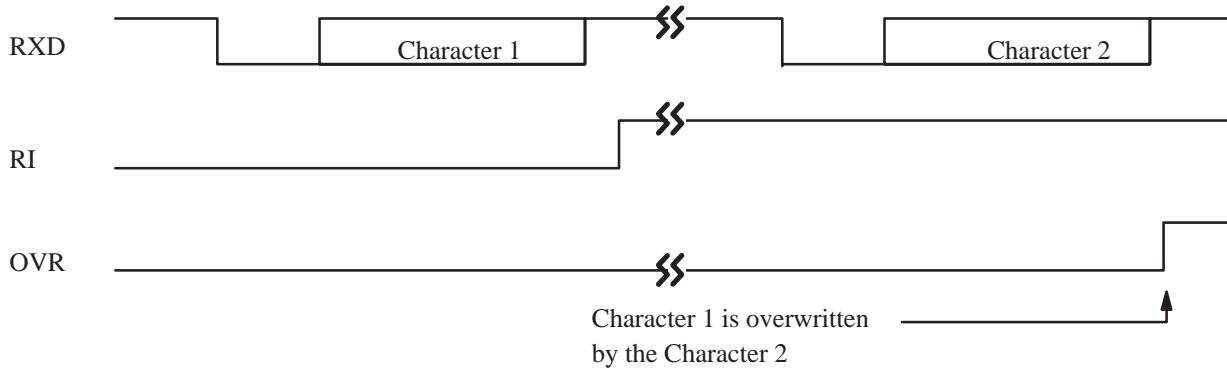 RXD
Character 1
Character 2
RI
OVR
Character 1 is overwritten
by the Character 2